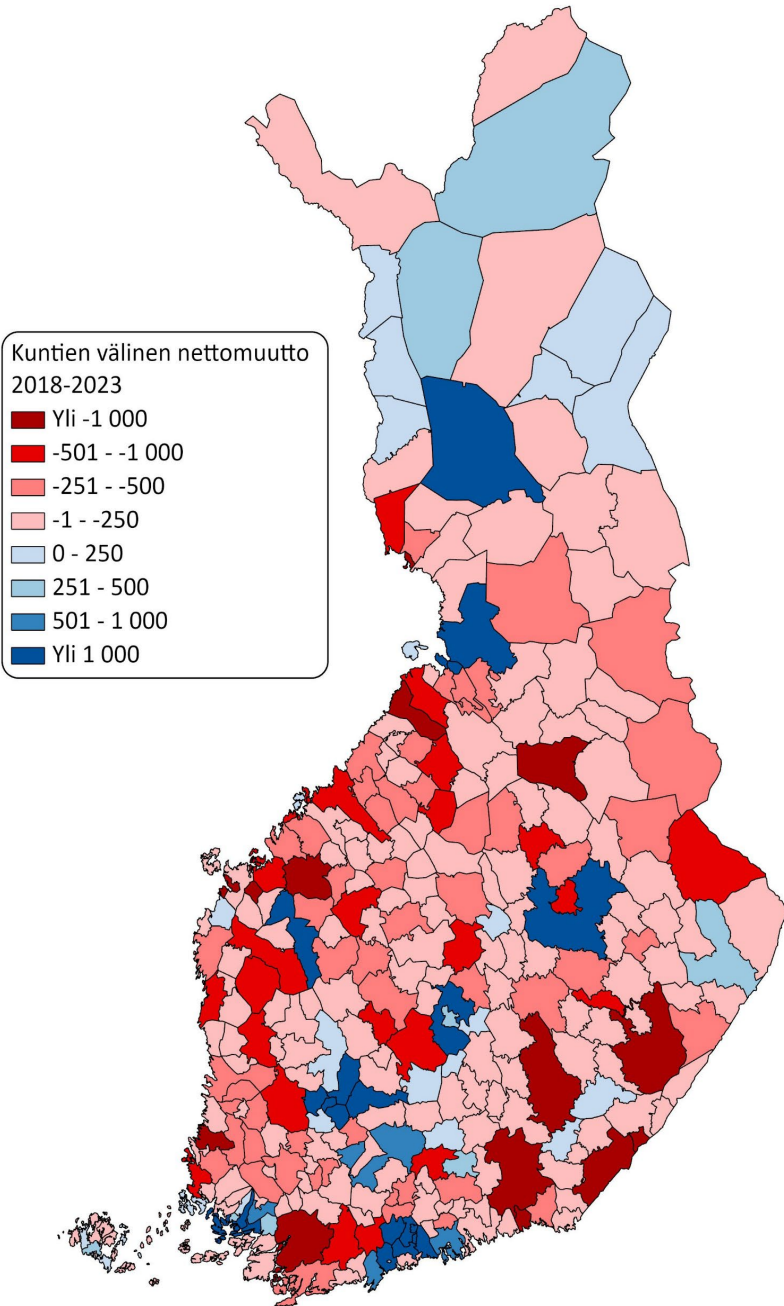 Kuntien välinen nettomuutto
2018-2023
Yli -1 000
-501 - -1 000
-251 - -500
-1 - -250
0 - 250
251 - 500
501 - 1 000
Yli 1 000